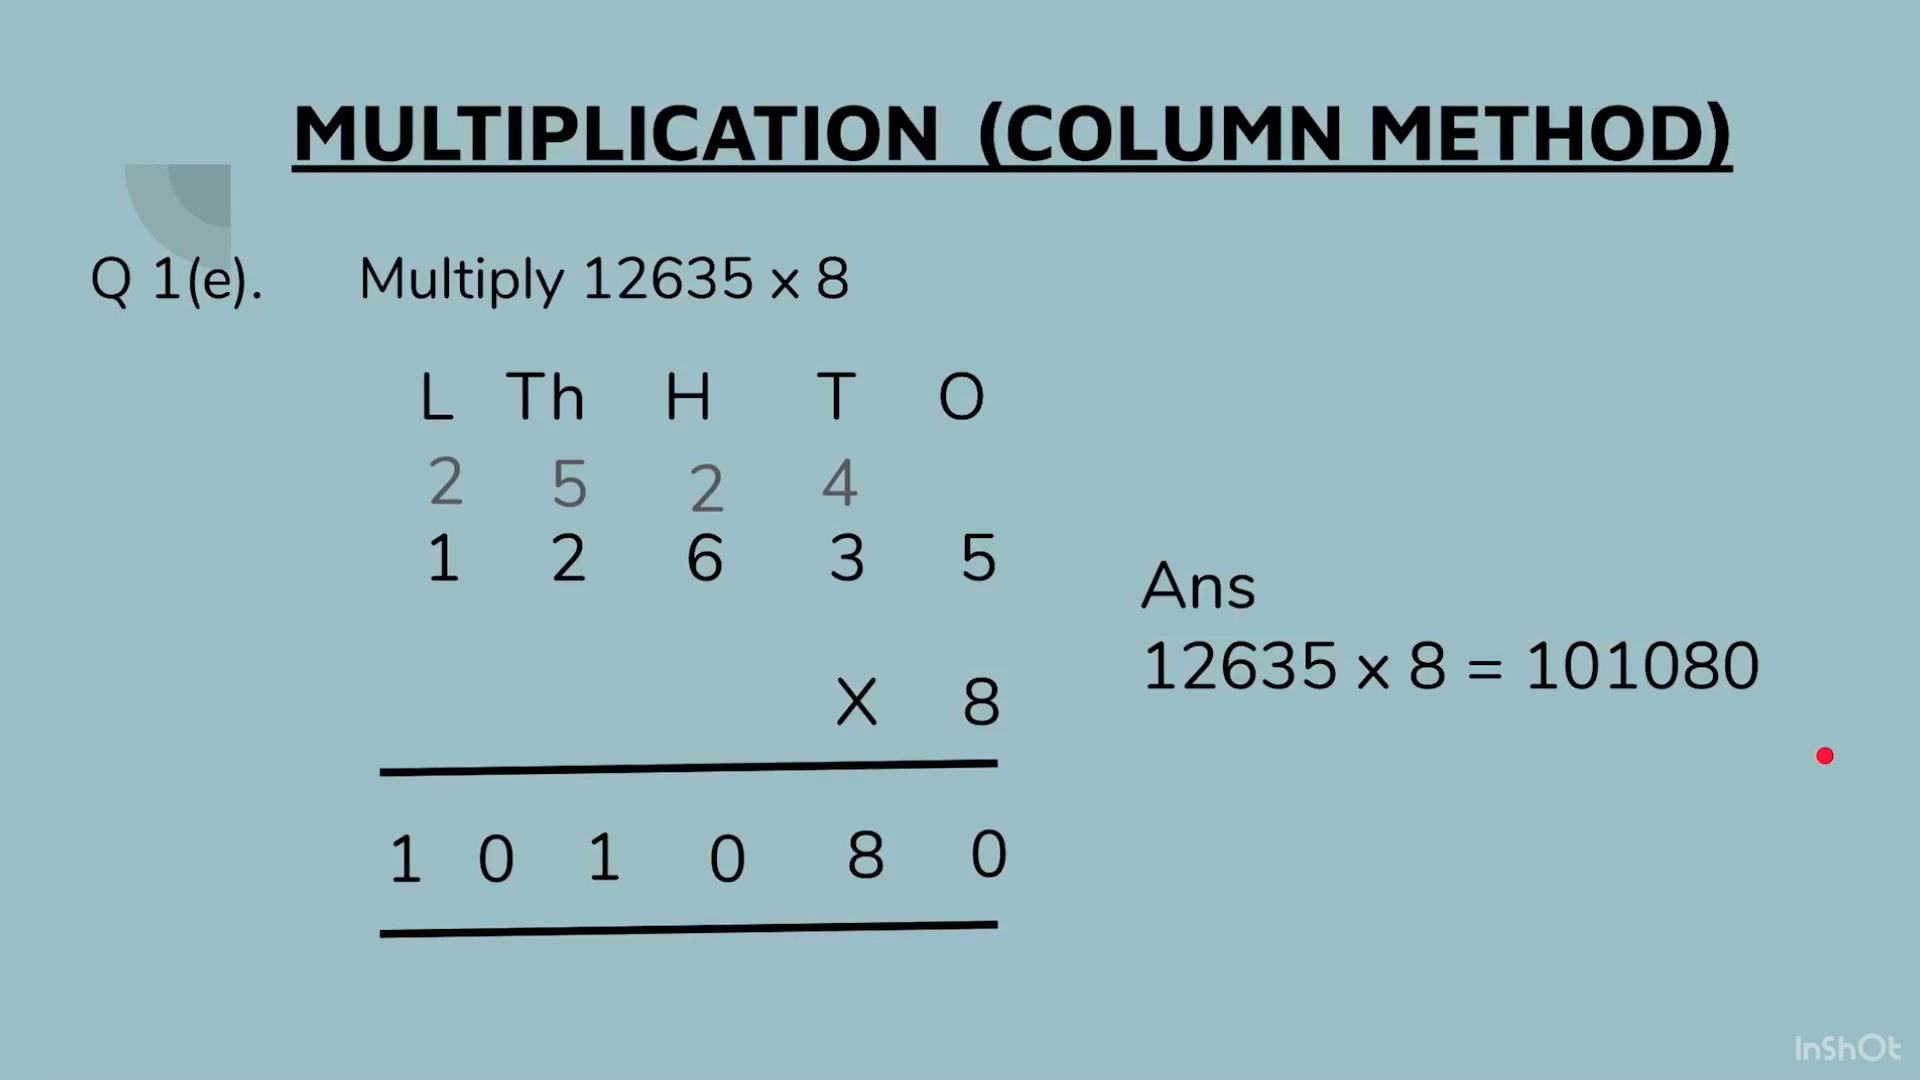 MULTIPLICATION (COLUMN METHOD)
Q 1(e). Multiply 12635 x 8
L Th H T O
2 5 2 4
1 2 6 3 5
X 8
1 0 1 0 8 0
Ans
12635 x 8 = 101080
InShOt